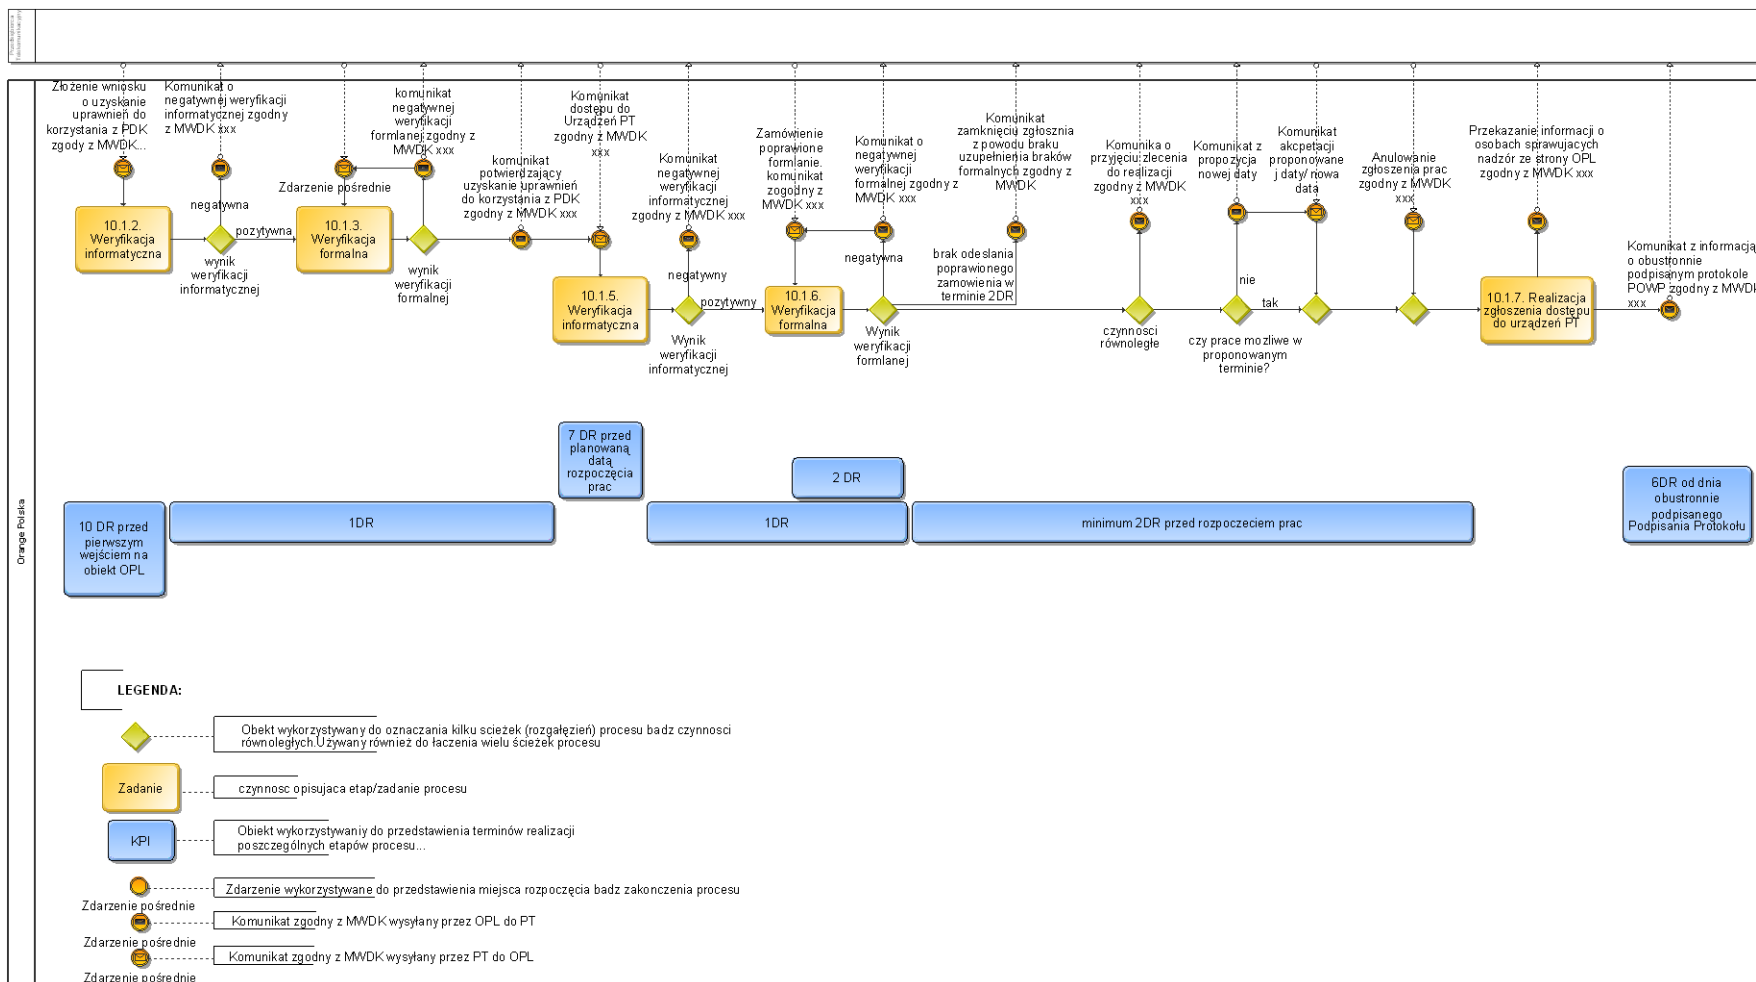 Przedsiębiorca
Telekomunikacyjny
Orange Polska
Złożenie wniosku
o uzyskanie
uprawnień do
korzystania z PDK
zgody z MWDK...
Komunikat o
negatywnej weryfikacji
informatycznej zgodny
z MWDK xxx
komunikat
negatywnej
weryfikacji
formlanej zgodny z
MWDK xxx
Zdarzenie pośrednie
komunikat
potwierdzający
uzyskanie uprawnień
do korzystania z PDK
zgodny z MWDK xxx
Komunikat
dostępu do
Urządzeń PT
zgodny z MWDK
xxx
Komunikat
negatywnej
weryfikacji
informatycznej
zgodny z MWDK xxx
Zamówienie
poprawione
formlanie.
komunikat
zogodny z
MWDK xxx
Komunikat o
negatywnej
weryfikacji
formalnej zgodny z
MWDK xxx
Komunikat
zamknięciu zgłosznia
z powodu braku
uzupełnienia braków
formalnych zgodny z
MWDK
Komunika o
przyjęciu zlecenia
do realizacji
zgodny z MWDK
xxx
Komunikat z
propozycja
nowej daty
Komunikat
akcpetacji
proponowane
j daty/ nowa
data
Anulowanie
zgłoszenia prac
zgodny z MWDK
xxx
Przekazanie informacji o
osobach sprawujacych
nadzór ze strony OPL
zgodny z MWDK xxx
Komunikat z informacją
o obustronnie
podpisanym protokole
POWP zgodny z MWDK
xxx
10.1.2.
Weryfikacja
informatyczna
negatywna
pozytywna
wynik
weryfikacji
informatycznej
10.1.3.
Weryfikacja
formalna
wynik
weryfikacji
formalnej
10.1.5.
Weryfikacja
informatyczna
negatywny
pozytywny
Wynik
weryfikacji
informatycznej
10.1.6.
Weryfikacja
formalna
negatywna
Wynik
weryfikacji
formlanej
brak odeslania
poprawionego
zamowienia w
terminie 2DR
czynnosci
równoległe
nie
tak
czy prace mozliwe w
proponowanym
terminie?
10.1.7. Realizacja
zgłoszenia dostępu
do urządzeń PT
10 DR przed
pierwszym
wejściem na
obiekt OPL
1DR
7 DR przed
planowaną
datą
rozpoczęcia
prac
1DR
2 DR
minimum 2DR przed rozpoczeciem prac
6DR od dnia
obustronnie
podpisanego
Podpisania Protokołu
LEGENDA:
Obekt wykorzystywany do oznaczania kilku scieżek (rozgałęzień) procesu badz czynnosci
równoległych.Używany również do łaczenia wielu ścieżek procesu
Zadanie
czynnosc opisujaca etap/zadanie procesu
KPI
Obiekt wykorzystywaniy do przedstawienia terminów realizacji
poszczególnych etapów procesu...
Zdarzenie wykorzystywane do przedstawienia miejsca rozpoczęcia badz zakonczenia procesu
Zdarzenie pośrednie
Komunikat zgodny z MWDK wysyłany przez OPL do PT
Zdarzenie pośrednie
Komunikat zgodny z MWDK wysyłany przez PT do OPL
Zdarzenie pośrednie